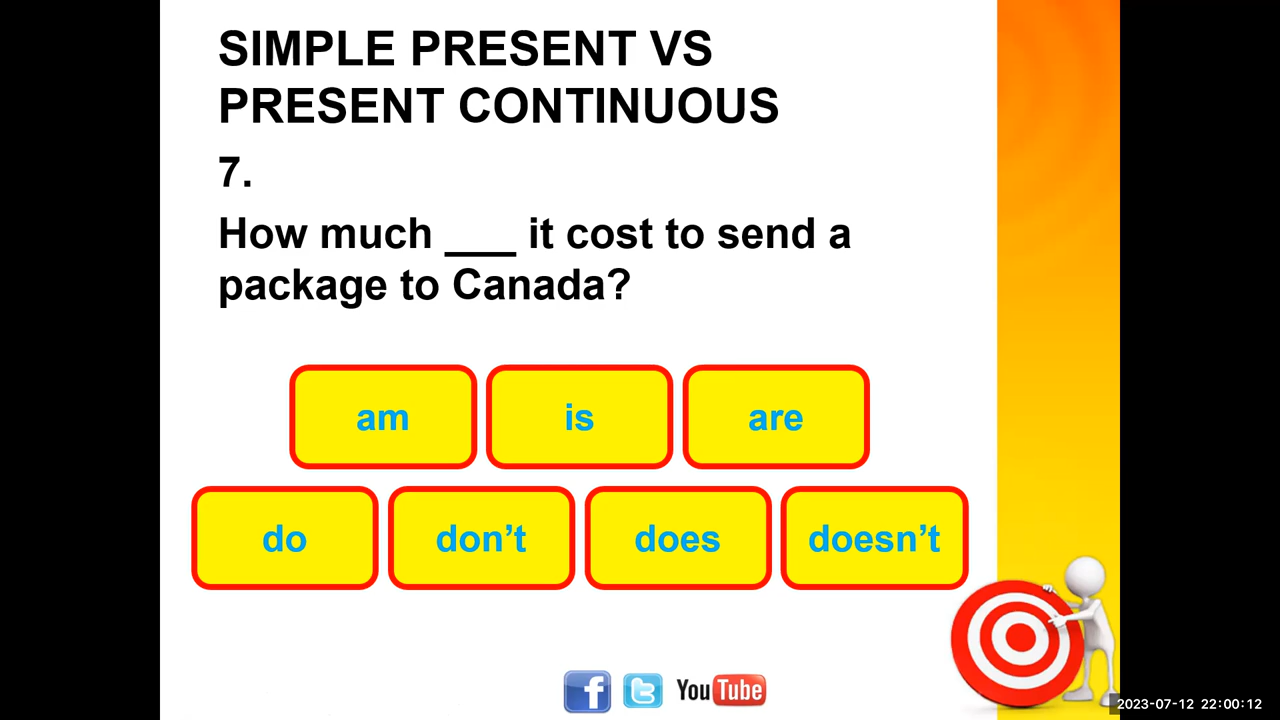 SIMPLE PRESENT VS
PRESENT CONTINUOUS
7.
How much ___ it cost to send a
package to Canada?
am
is
are
do
don’t
does
doesn’t
f
t
YouTube
2023-07-12 22:00:12